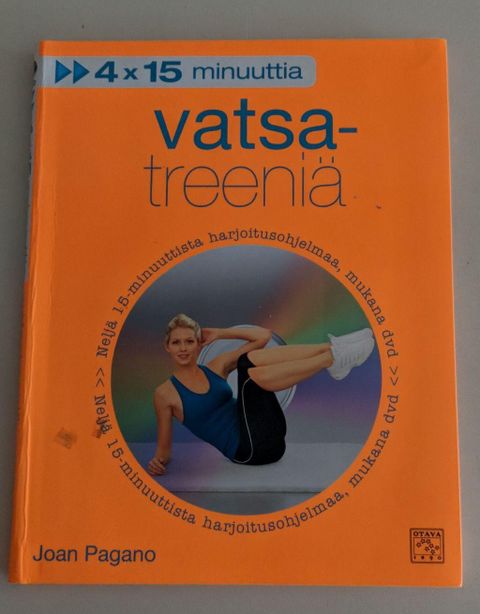 4 x 15 minuuttia
vatsa-
treeniä
>> Neljä 15-minuuttista harjoitusohjelmaa, mukana dvd >> Neljä 15-minuuttista harjoitusohjelmaa, mukana dvd
Joan Pagano
OTAVA
1890